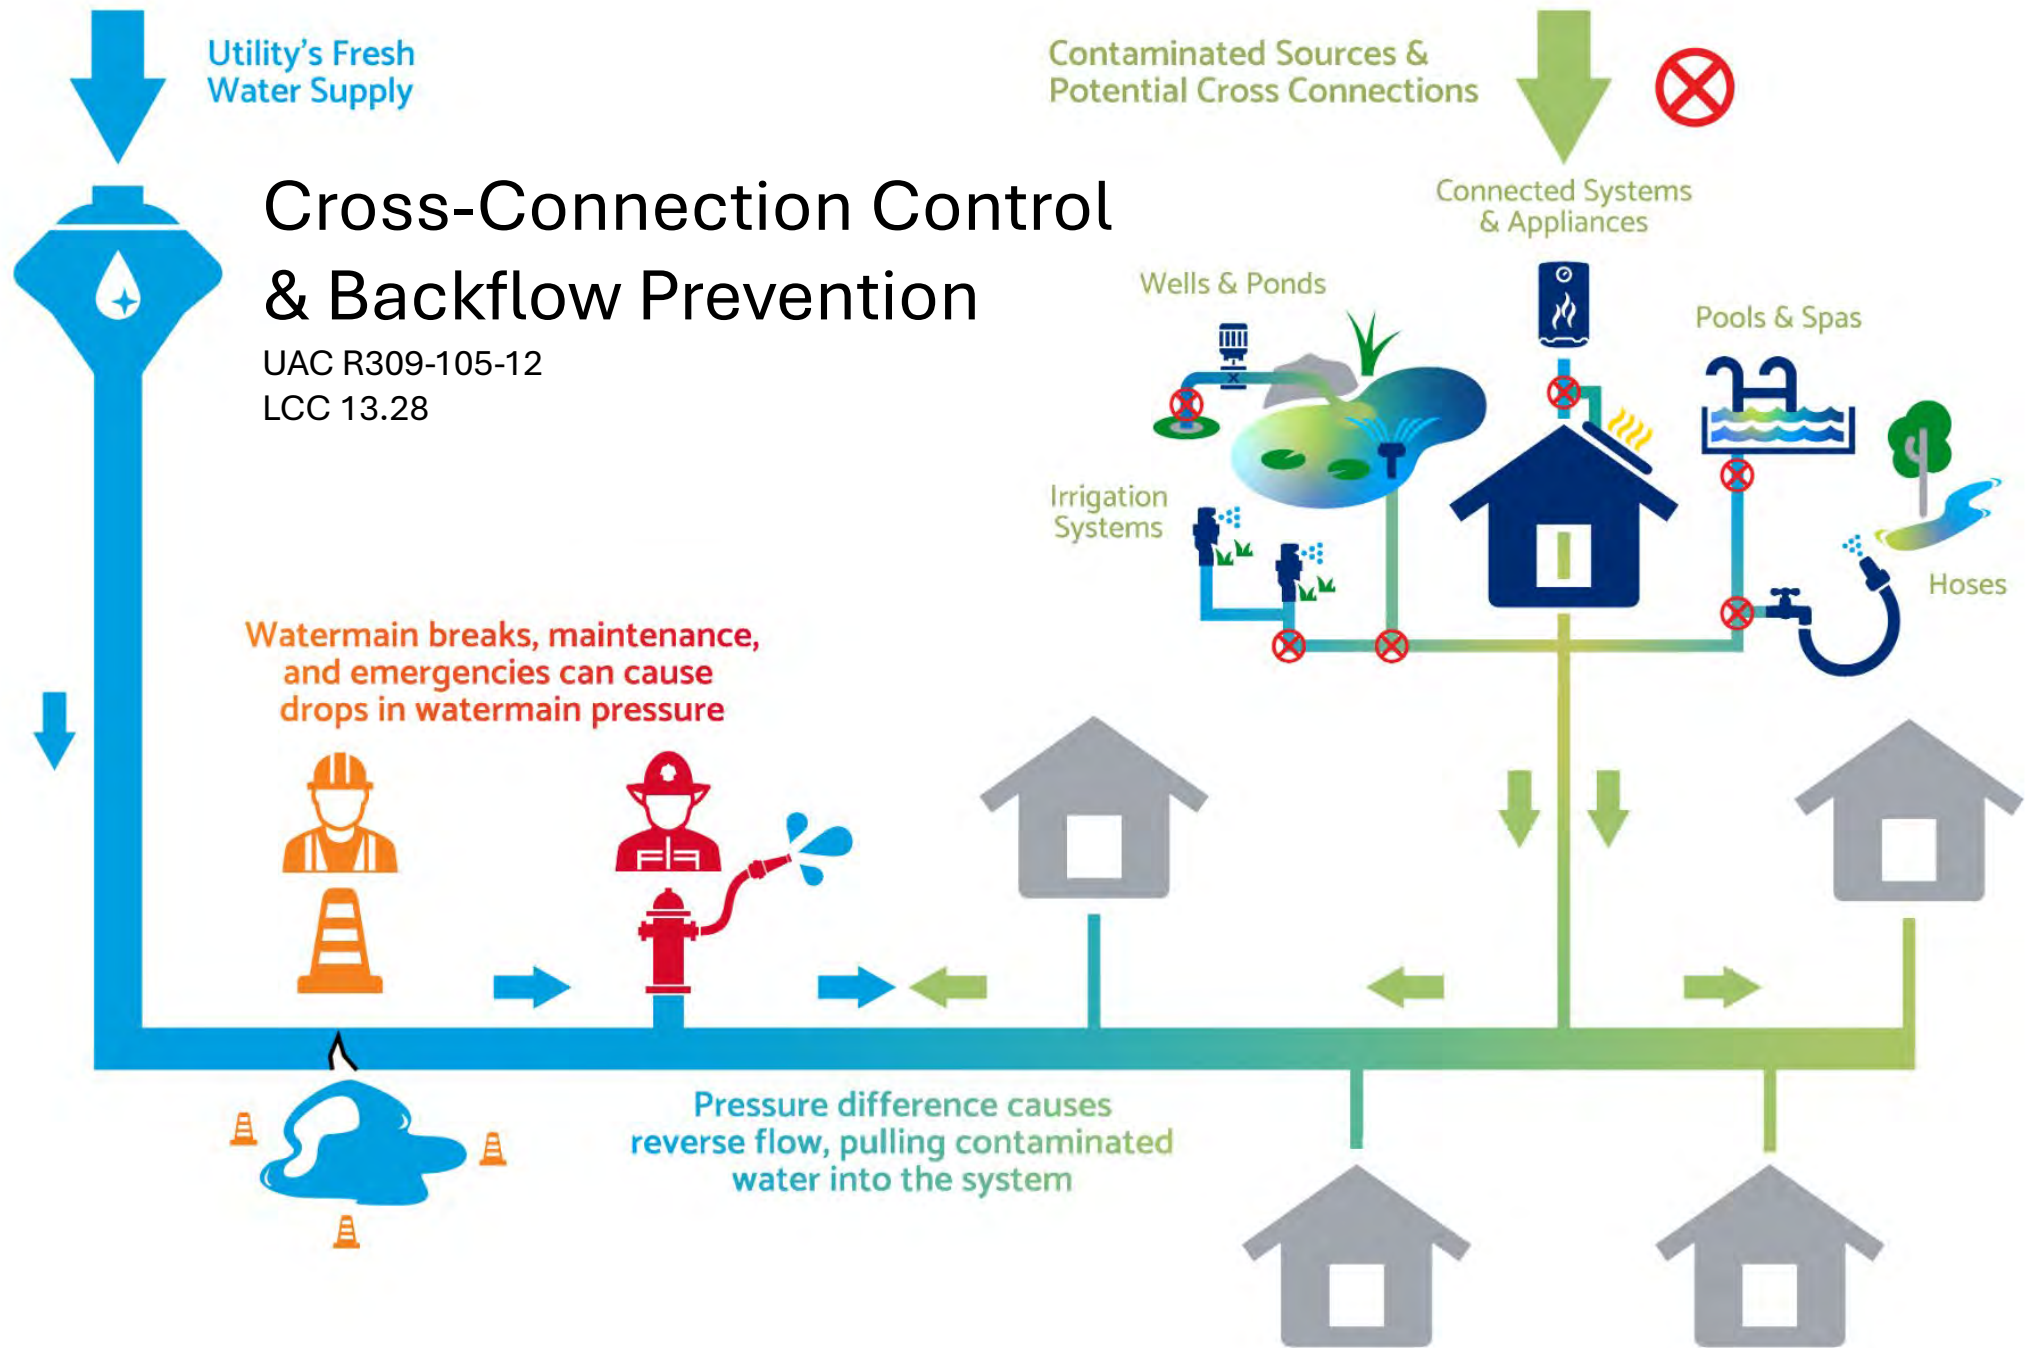 Utility's Fresh
Water Supply
Contaminated Sources &
Potential Cross Connections
Cross-Connection Control
& Backflow Prevention
UAC R309-105-12
LCC 13.28
Connected Systems
& Appliances
Wells & Ponds
Pools & Spas
Irrigation
Systems
Hoses
Watermain breaks, maintenance,
and emergencies can cause
drops in watermain pressure
Pressure difference causes
reverse flow, pulling contaminated
water into the system